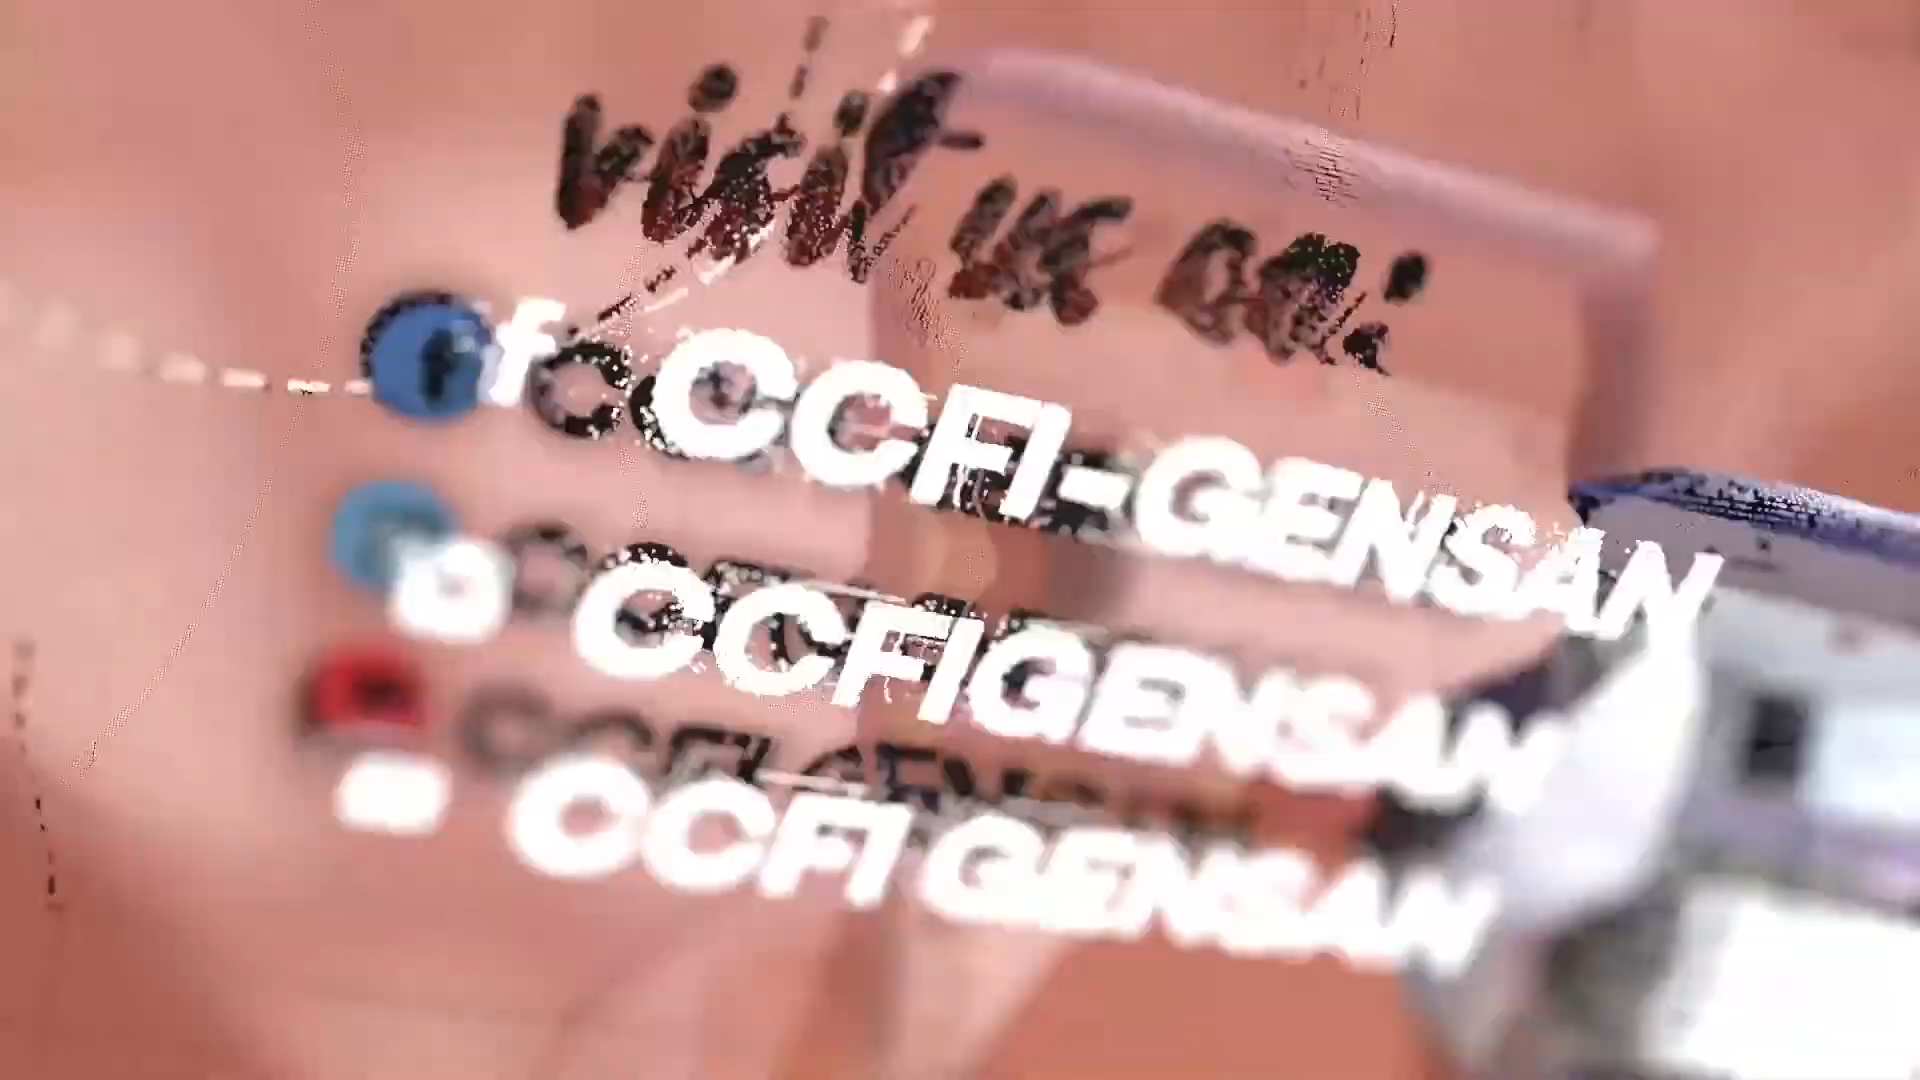 visit us on:
f CCFI-GENSAN
CCFIGENSAN
CCFI GENSAN